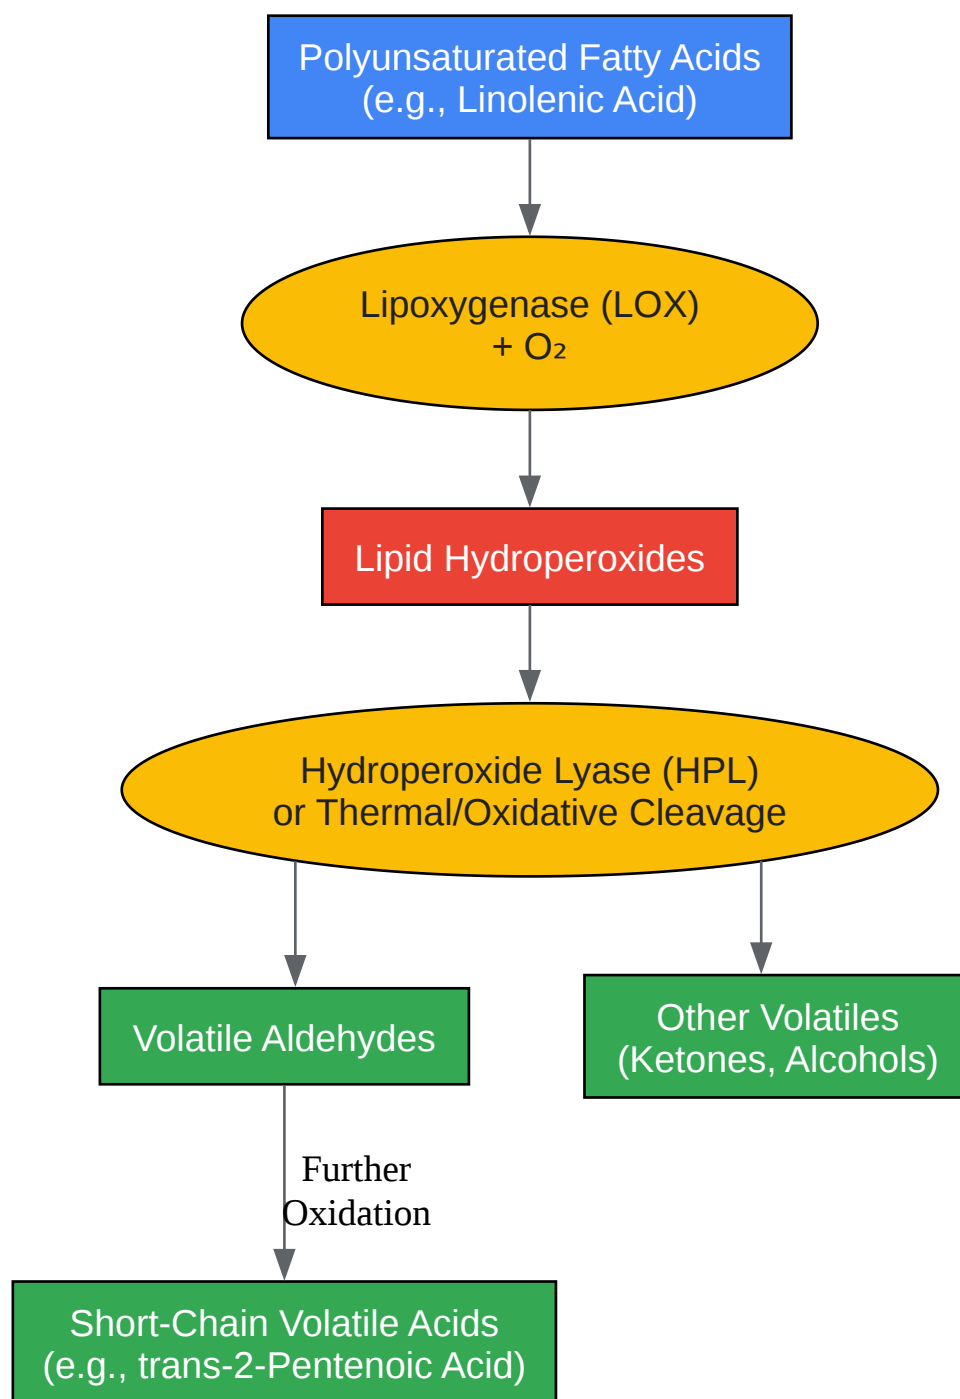 Polyunsaturated Fatty Acids
(e.g., Linolenic Acid)
Lipoxygenase (LOX)
+ O₂
Lipid Hydroperoxides
Hydroperoxide Lyase (HPL)
or Thermal/Oxidative Cleavage
Volatile Aldehydes
Other Volatiles
(Ketones, Alcohols)
Further
Oxidation
Short-Chain Volatile Acids
(e.g., trans-2-Pentenoic Acid)